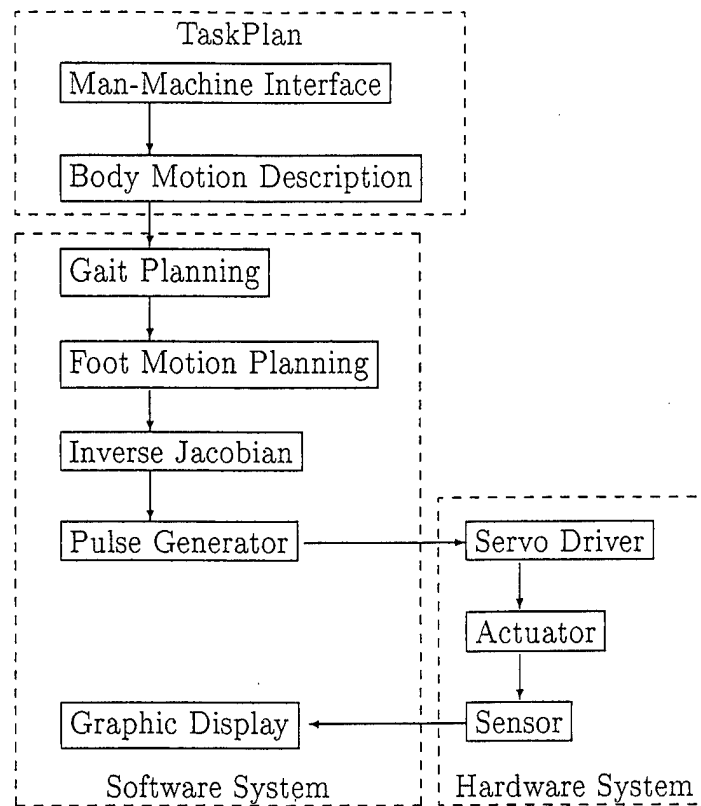 TaskPlan
Man-Machine Interface
Body Motion Description
Gait Planning
Foot Motion Planning
Inverse Jacobian
Pulse Generator
Servo Driver
Actuator
Graphic Display
Sensor
Software System
Hardware System